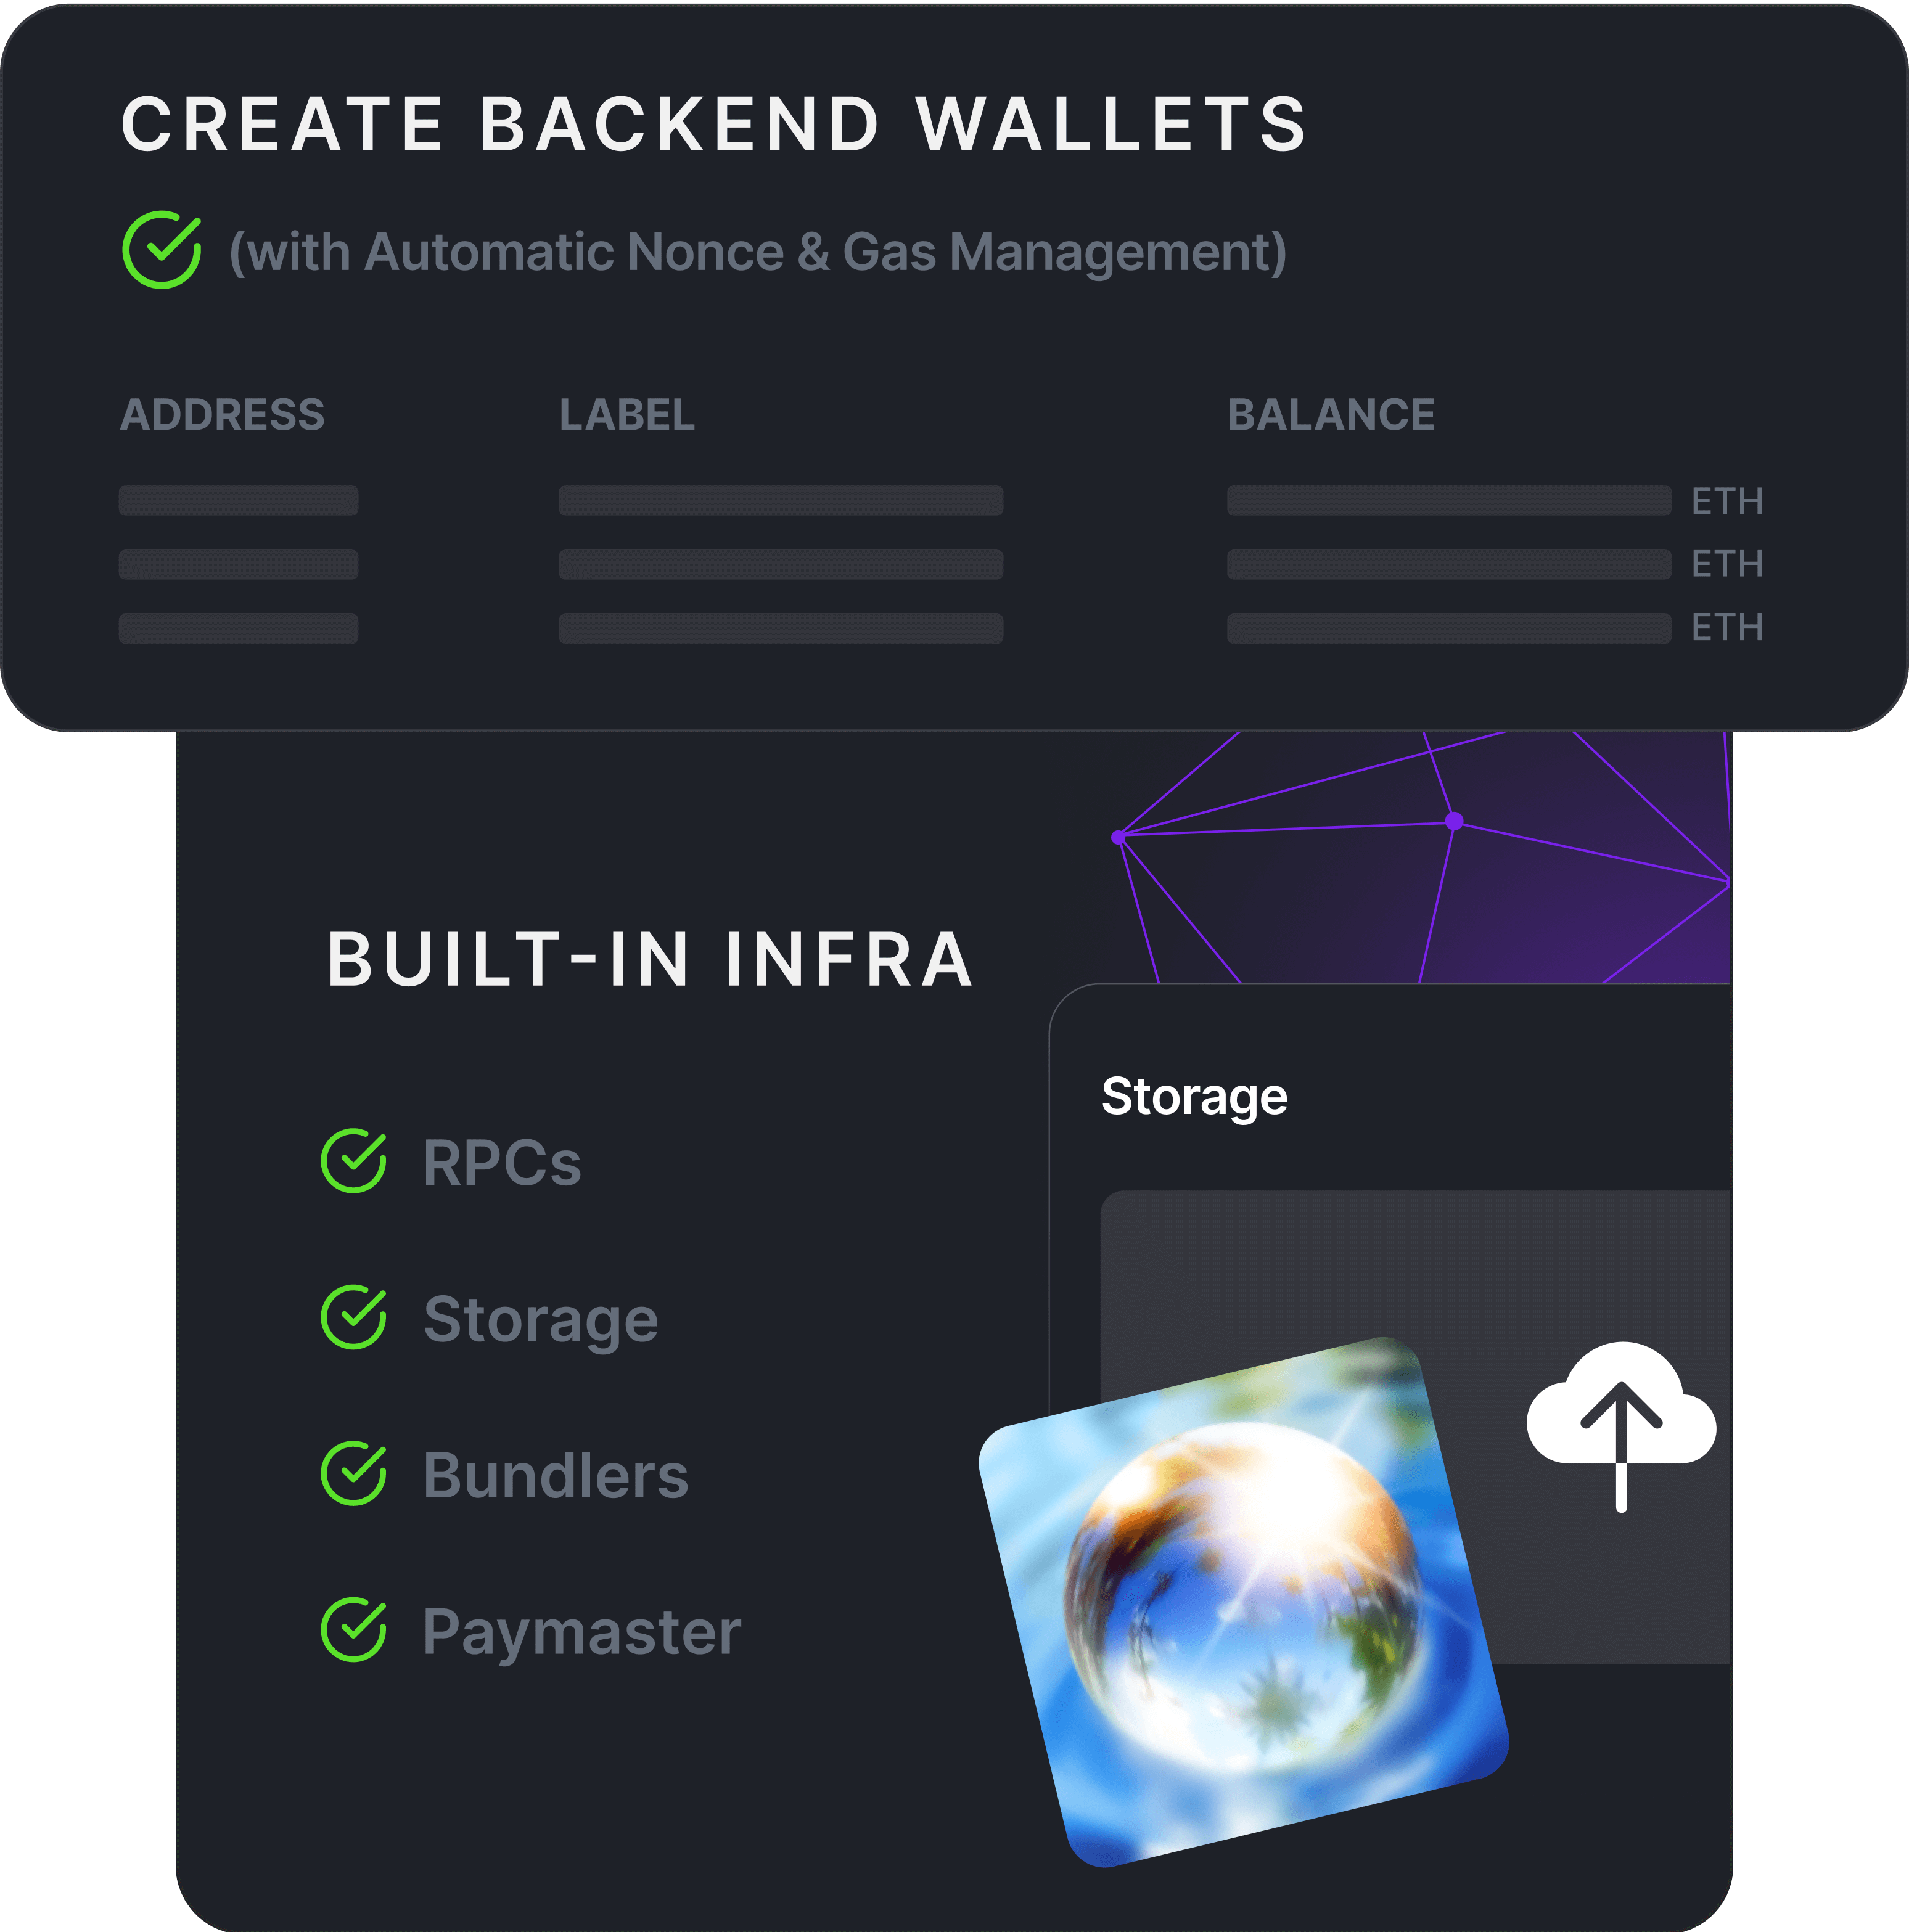 CREATE BACKEND WALLETS
(with Automatic Nonce & Gas Management)
ADDRESS LABEL BALANCE
ETH
ETH
ETH
BUILT-IN INFRA
Storage
RPCs
Storage
Bundlers
Paymaster